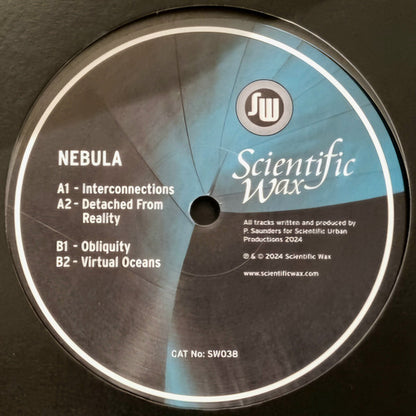 SW
NEBULA
Scientific
Wax
A1 - Interconnections
A2 - Detached From
Reality
B1 - Obliquity
B2 - Virtual Oceans
All tracks written and produced by
P. Saunders for Scientific Urban
Productions 2024
℗ & © 2024 Scientific Wax
www.scientificwax.com
CAT No: SW038